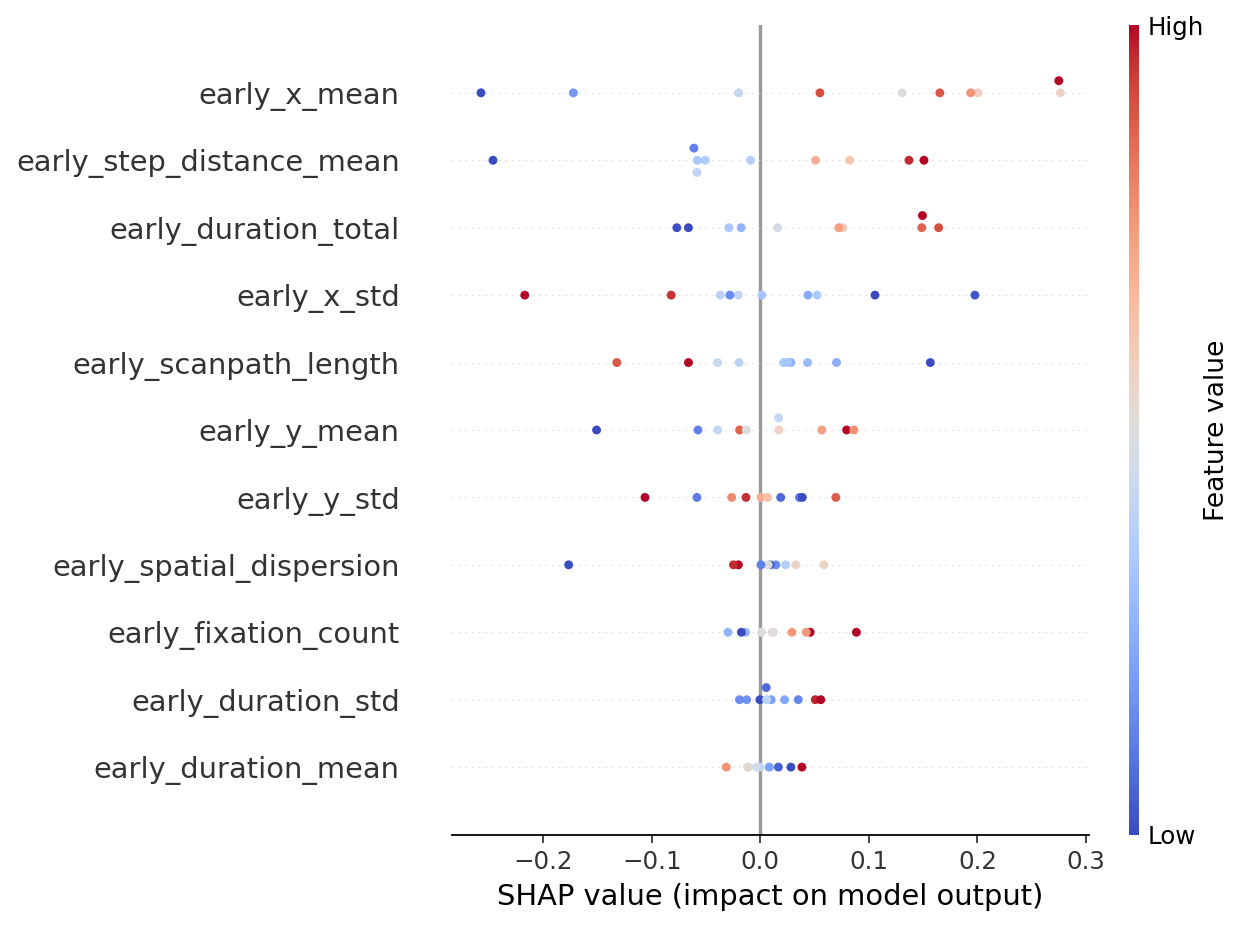 High
early_x_mean
early_step_distance_mean
early_duration_total
early_x_std
early_scanpath_length
early_y_mean
early_y_std
early_spatial_dispersion
early_fixation_count
early_duration_std
early_duration_mean
Feature value
Low
−0.2 −0.1 0.0 0.1 0.2 0.3
SHAP value (impact on model output)